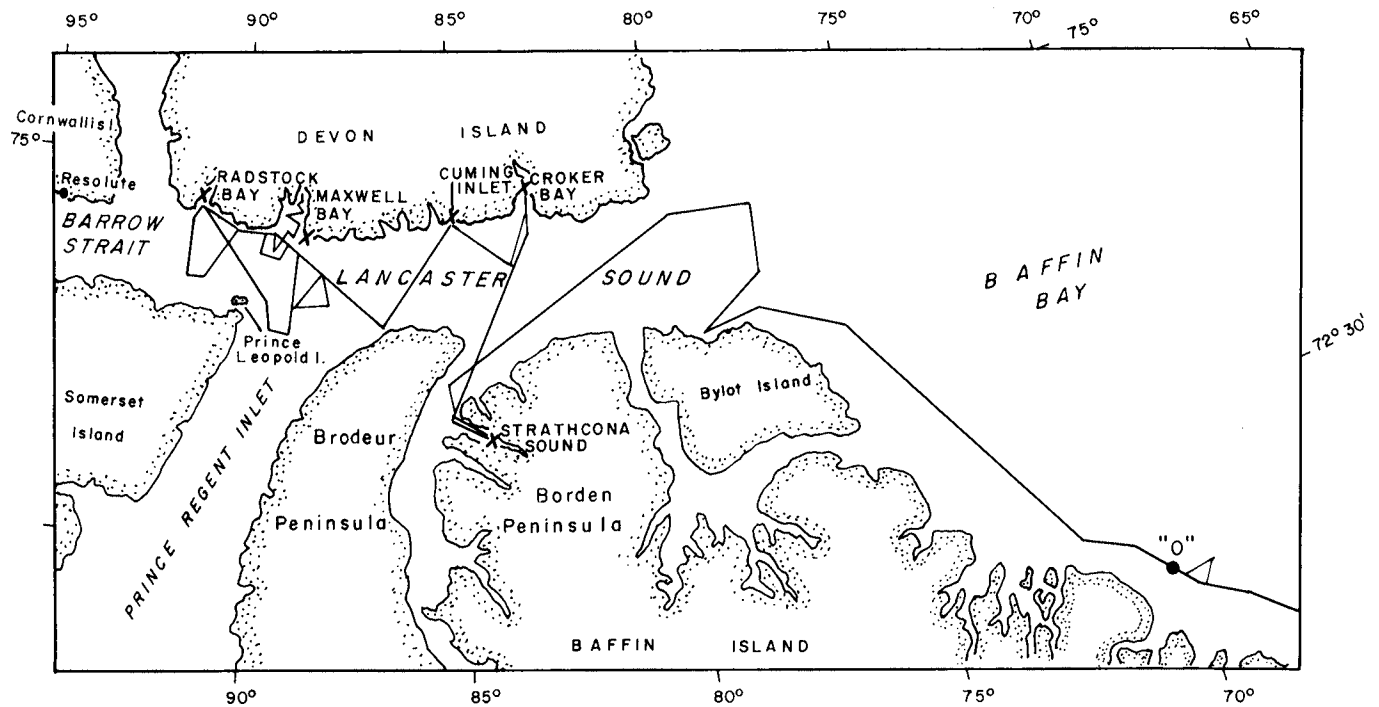 95°
90°
85°
80°
75°
70°
75°
65°
Cornwallis I.
75°
DEVON ISLAND
Resolute
RADSTOCK
BAY
MAXWELL
BAY
CUMING
INLET
CROKER
BAY
BARROW
STRAIT
LANCASTER SOUND
BAFFIN
BAY
Prince
Leopold I.
72° 30'
Somerset
Island
PRINCE REGENT INLET
Brodeur
Peninsula
Bylot Island
STRATHCONA
SOUND
Borden
Peninsula
"O"
BAFFIN ISLAND
90°
85°
80°
75°
70°